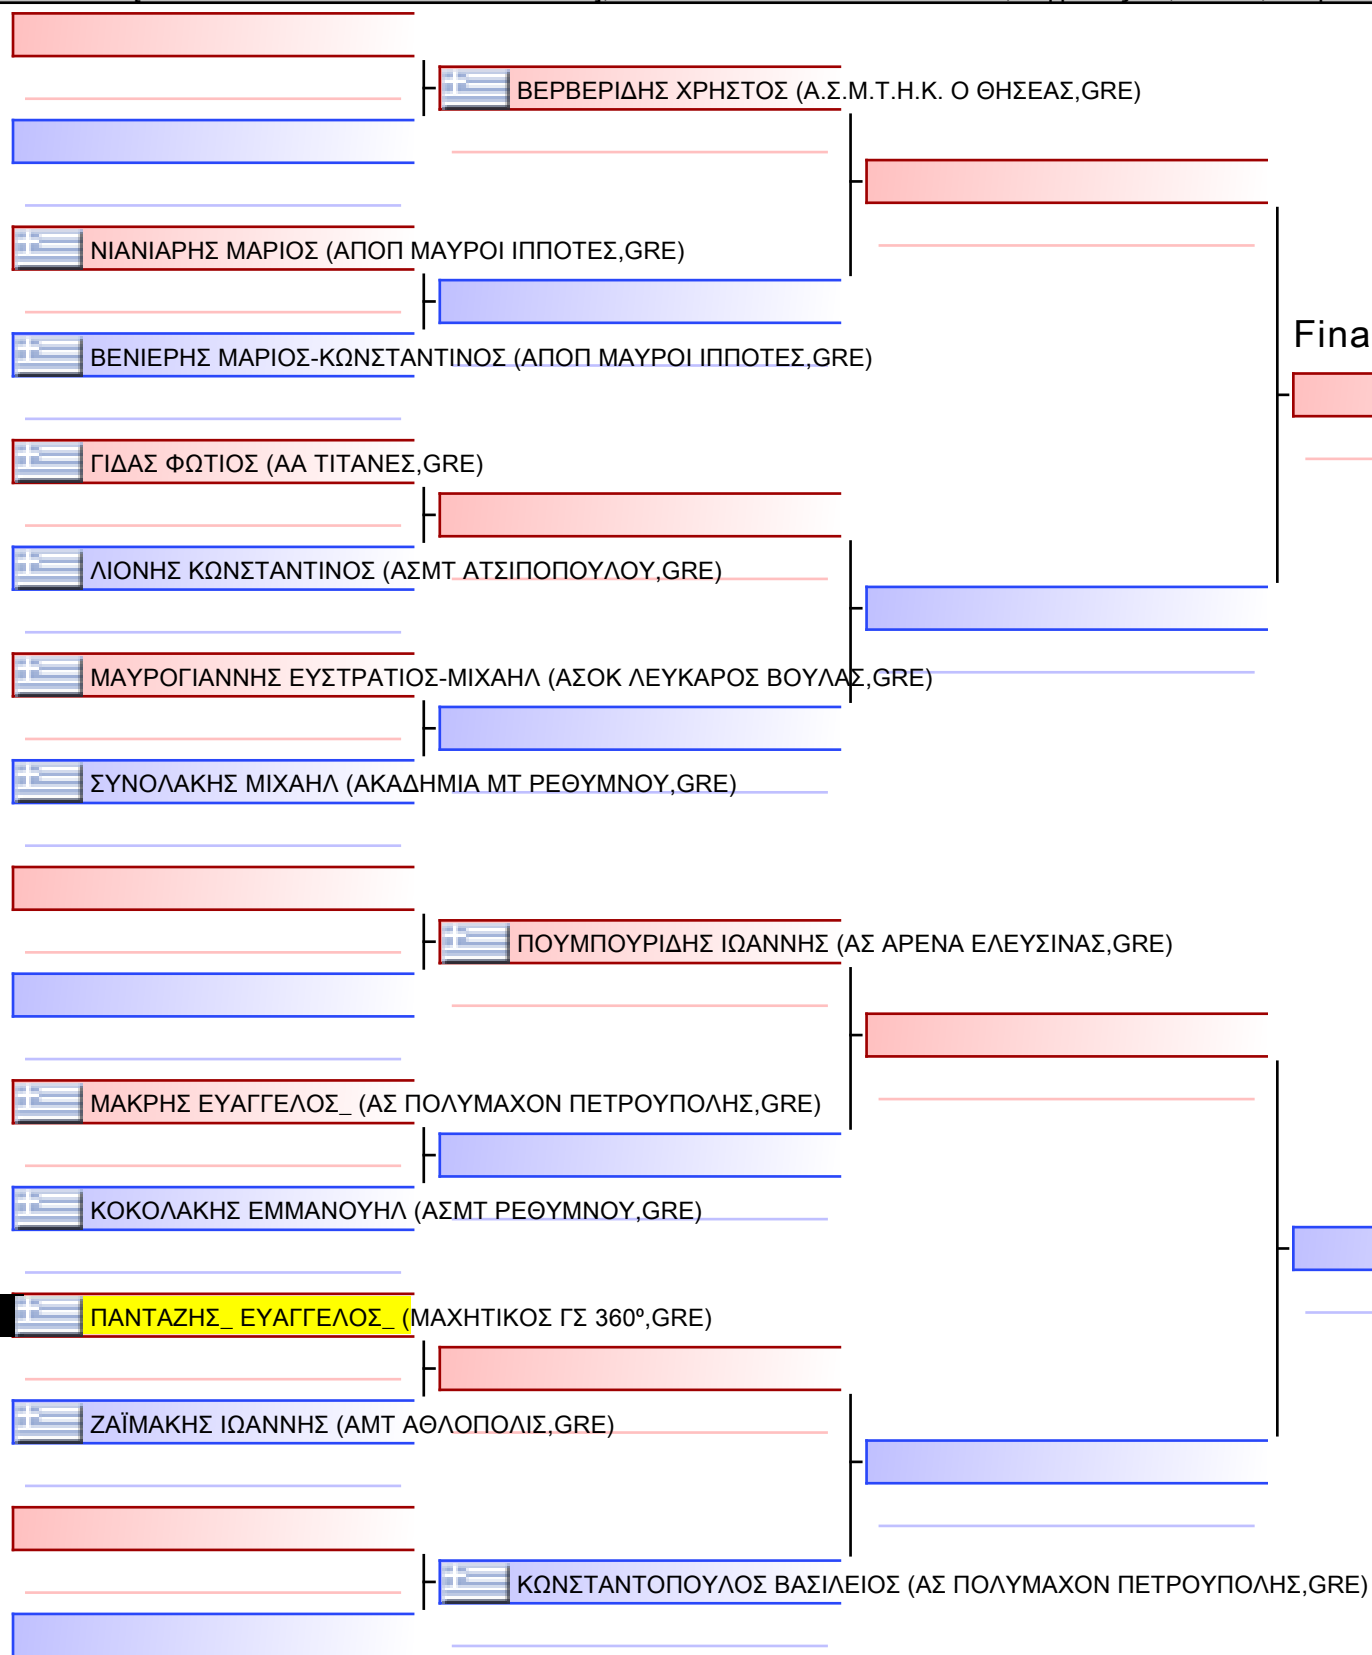 ΒΕΡΒΕΡΙΔΗΣ ΧΡΗΣΤΟΣ (Α.Σ.Μ.Τ.Η.Κ. Ο ΘΗΣΕΑΣ,GRE)
ΝΙΑΝΙΑΡΗΣ ΜΑΡΙΟΣ (ΑΠΟΠ ΜΑΥΡΟΙ ΙΠΠΟΤΕΣ,GRE)
Fina
ΒΕΝΙΕΡΗΣ ΜΑΡΙΟΣ-ΚΩΝΣΤΑΝΤΙΝΟΣ (ΑΠΟΠ ΜΑΥΡΟΙ ΙΠΠΟΤΕΣ,GRE)
ΓΙΔΑΣ ΦΩΤΙΟΣ (ΑΑ ΤΙΤΑΝΕΣ,GRE)
ΛΙΟΝΗΣ ΚΩΝΣΤΑΝΤΙΝΟΣ (ΑΣΜΤ ΑΤΣΙΠΟΠΟΥΛΟΥ,GRE)
ΜΑΥΡΟΓΙΑΝΝΗΣ ΕΥΣΤΡΑΤΙΟΣ-ΜΙΧΑΗΛ (ΑΣΟΚ ΛΕΥΚΑΡΟΣ ΒΟΥΛΑΣ,GRE)
ΣΥΝΟΛΑΚΗΣ ΜΙΧΑΗΛ (ΑΚΑΔΗΜΙΑ ΜΤ ΡΕΘΥΜΝΟΥ,GRE)
ΠΟΥΜΠΟΥΡΙΔΗΣ ΙΩΑΝΝΗΣ (ΑΣ ΑΡΕΝΑ ΕΛΕΥΣΙΝΑΣ,GRE)
ΜΑΚΡΗΣ ΕΥΑΓΓΕΛΟΣ_ (ΑΣ ΠΟΛΥΜΑΧΟΝ ΠΕΤΡΟΥΠΟΛΗΣ,GRE)
ΚΟΚΟΛΑΚΗΣ ΕΜΜΑΝΟΥΗΛ (ΑΣΜΤ ΡΕΘΥΜΝΟΥ,GRE)
ΠΑΝΤΑΖΗΣ_ ΕΥΑΓΓΕΛΟΣ_ (ΜΑΧΗΤΙΚΟΣ ΓΣ 360º,GRE)
ΖΑΪΜΑΚΗΣ ΙΩΑΝΝΗΣ (ΑΜΤ ΑΘΛΟΠΟΛΙΣ,GRE)
ΚΩΝΣΤΑΝΤΟΠΟΥΛΟΣ ΒΑΣΙΛΕΙΟΣ (ΑΣ ΠΟΛΥΜΑΧΟΝ ΠΕΤΡΟΥΠΟΛΗΣ,GRE)